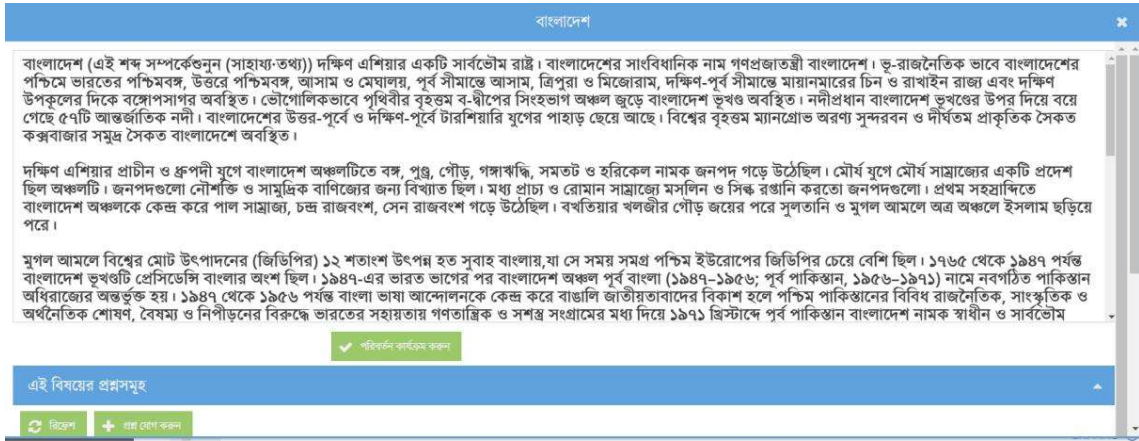 বাংলাদেশ
বাংলাদেশ (এই শব্দ সম্পর্কেশুনুন (সাহায্য·তথ্য)) দক্ষিণ এশিয়ার একটি সার্বভৌম রাষ্ট্র। বাংলাদেশের সাংবিধানিক নাম গণপ্রজাতন্ত্রী বাংলাদেশ। ভূ-রাজনৈতিক ভাবে বাংলাদেশের
পশ্চিমে ভারতের পশ্চিমবঙ্গ, উত্তরে পশ্চিমবঙ্গ, আসাম ও মেঘালয়, পূর্ব সীমান্তে আসাম, ত্রিপুরা ও মিজোরাম, দক্ষিণ-পূর্ব সীমান্তে মায়ানমারের চিন ও রাখাইন রাজ্য এবং দক্ষিণ
উপকূলের দিকে বঙ্গোপসাগর অবস্থিত। ভৌগোলিকভাবে পৃথিবীর বৃহত্তম ব-দ্বীপের সিংহভাগ অঞ্চল জুড়ে বাংলাদেশ ভূখণ্ড অবস্থিত। নদীপ্রধান বাংলাদেশ ভূখণ্ডের উপর দিয়ে বয়ে
গেছে ৫৭টি আন্তর্জাতিক নদী। বাংলাদেশের উত্তর-পূর্বে ও দক্ষিণ-পূর্বে টারশিয়ারি যুগের পাহাড় ছেয়ে আছে। বিশ্বের বৃহত্তম ম্যানগ্রোভ অরণ্য সুন্দরবন ও দীর্ঘতম প্রাকৃতিক সৈকত
কক্সবাজার সমুদ্র সৈকত বাংলাদেশে অবস্থিত।
দক্ষিণ এশিয়ার প্রাচীন ও ধ্রুপদী যুগে বাংলাদেশ অঞ্চলটিতে বঙ্গ, পুণ্ড্র, গৌড়, গঙ্গাঋদ্ধি, সমতট ও হরিকেল নামক জনপদ গড়ে উঠেছিল। মৌর্য যুগে মৌর্য সাম্রাজ্যের একটি প্রদেশ
ছিল অঞ্চলটি। জনপদগুলো নৌশক্তি ও সামুদ্রিক বাণিজ্যের জন্য বিখ্যাত ছিল। মধ্য প্রাচ্য ও রোমান সাম্রাজ্যে মসলিন ও সিল্ক রপ্তানি করতো জনপদগুলো। প্রথম সহস্রাব্দিতে
বাংলাদেশ অঞ্চলকে কেন্দ্র করে পাল সাম্রাজ্য, চন্দ্র রাজবংশ, সেন রাজবংশ গড়ে উঠেছিল। বখতিয়ার খলজীর গৌড় জয়ের পরে সুলতানি ও মুগল আমলে অত্র অঞ্চলে ইসলাম ছড়িয়ে
পরে।
মুগল আমলে বিশ্বের মোট উৎপাদনের (জিডিপির) ১২ শতাংশ উৎপন্ন হত সুবাহ বাংলায়,যা সে সময় সমগ্র পশ্চিম ইউরোপের জিডিপির চেয়ে বেশি ছিল। ১৭৬৫ থেকে ১৯৪৭ পর্যন্ত
বাংলাদেশ ভূখণ্ডটি প্রেসিডেন্সি বাংলার অংশ ছিল। ১৯৪৭-এর ভারত ভাগের পর বাংলাদেশ অঞ্চল পূর্ব বাংলা (১৯৪৭–১৯৫৬; পূর্ব পাকিস্তান, ১৯৫৬–১৯৭১) নামে নবগঠিত পাকিস্তান
অধিরাজ্যের অন্তর্ভুক্ত হয়। ১৯৪৭ থেকে ১৯৫৬ পর্যন্ত বাংলা ভাষা আন্দোলনকে কেন্দ্র করে বাঙালি জাতীয়তাবাদের বিকাশ হলে পশ্চিম পাকিস্তানের বিবিধ রাজনৈতিক, সাংস্কৃতিক ও
অর্থনৈতিক শোষণ, বৈষম্য ও নিপীড়নের বিরুদ্ধে ভারতের সহায়তায় গণতান্ত্রিক ও সশস্ত্র সংগ্রামের মধ্য দিয়ে ১৯৭১ খ্রিস্টাব্দে পূর্ব পাকিস্তান বাংলাদেশ নামক স্বাধীন ও সার্বভৌম
পরিবর্তন কার্যক্রম করুন
এই বিষয়ের প্রশ্নসমূহ
রিফ্রেশ
প্রশ্ন যোগ করুন